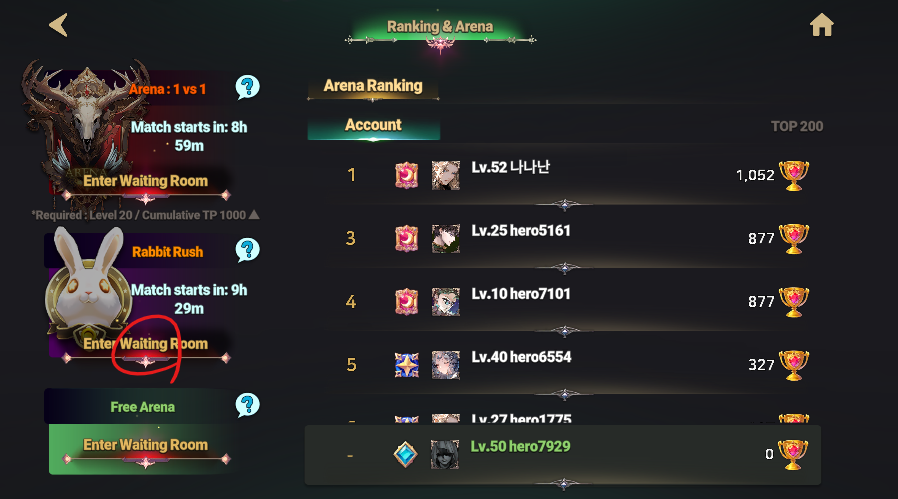 Ranking & Arena
Arena : 1 vs 1
?
Match starts in: 8h
59m
Enter Waiting Room
*Required : Level 20 / Cumulative TP 1000 ▲
Rabbit Rush
?
Match starts in: 9h
29m
Enter Waiting Room
Free Arena
?
Enter Waiting Room
Arena Ranking
Account
TOP 200
1 Lv.52 나나난 1,052
3 Lv.25 hero5161 877
4 Lv.10 hero7101 877
5 Lv.40 hero6554 327
Lv.27 hero1775
- Lv.50 hero7929 0